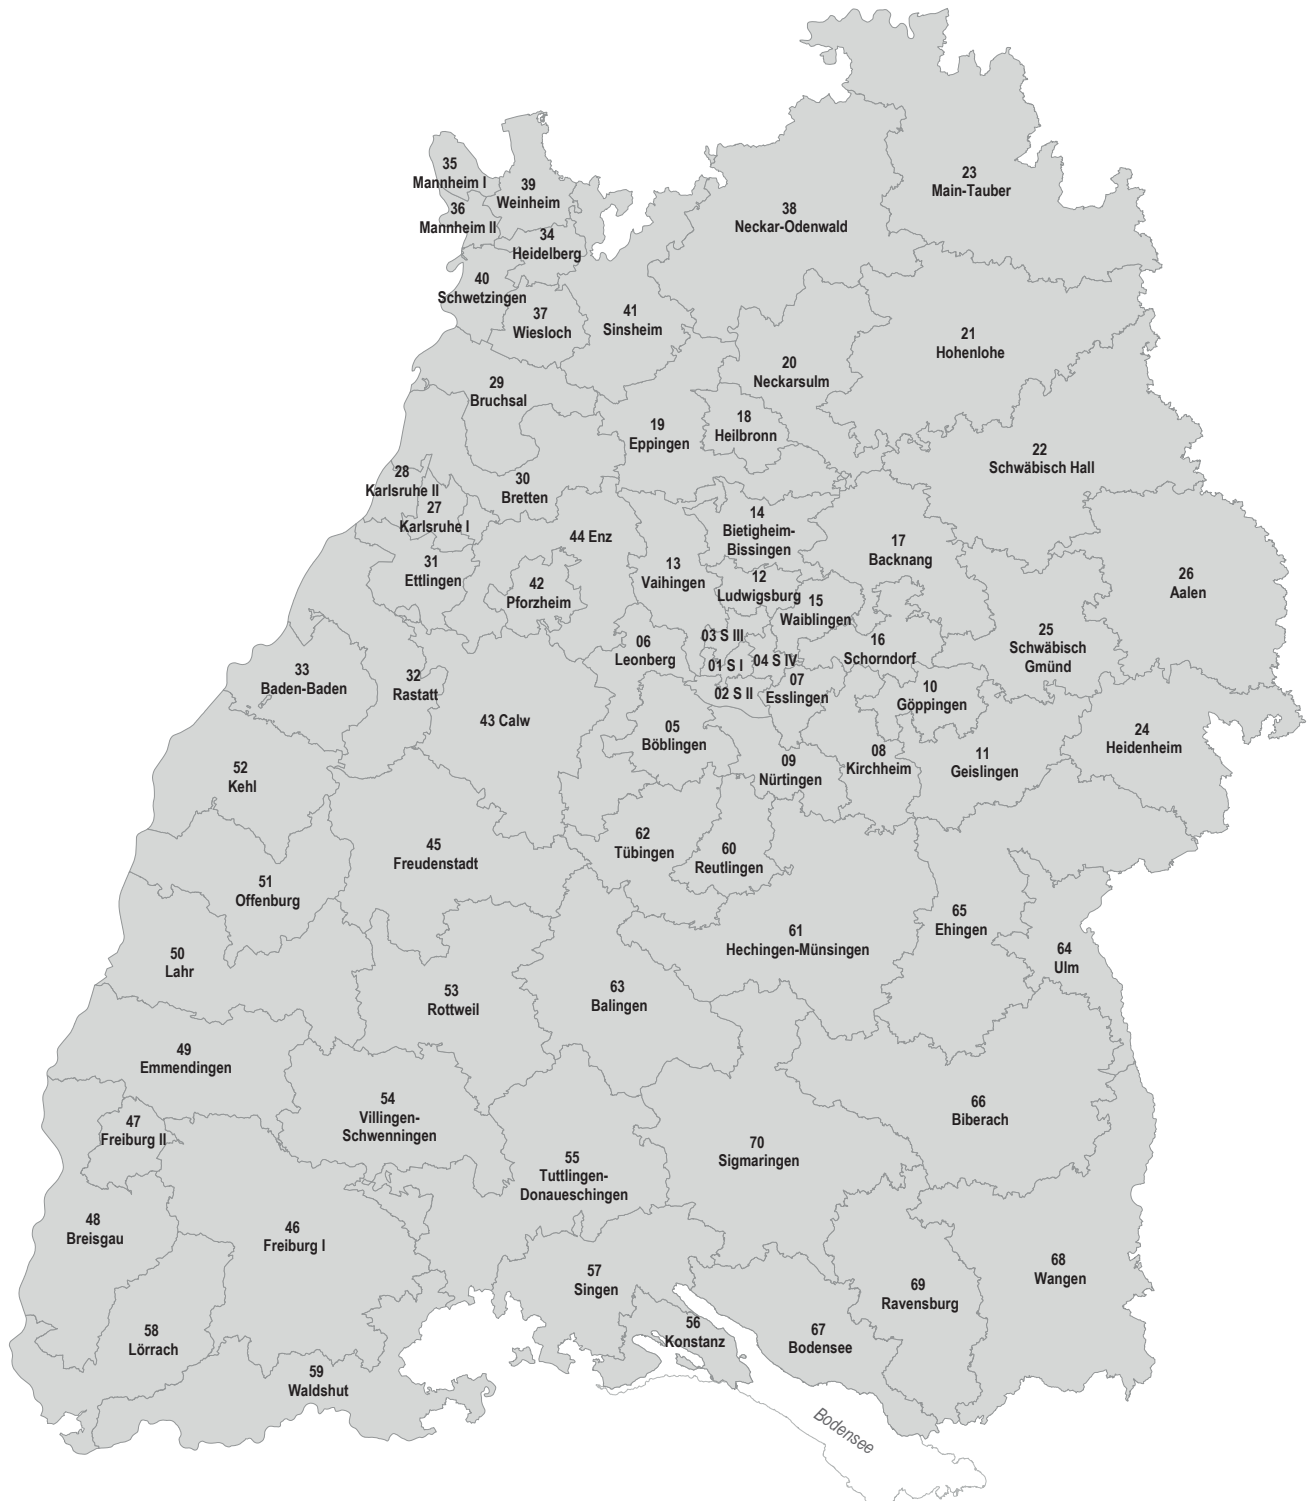 35
Mannheim I
39
Weinheim
36
Mannheim II
34
Heidelberg
40
Schwetzingen
37
Wiesloch
41
Sinsheim
38
Neckar-Odenwald
23
Main-Tauber
21
Hohenlohe
20
Neckarsulm
29
Bruchsal
19
Eppingen
18
Heilbronn
22
Schwäbisch Hall
28
Karlsruhe II
27
Karlsruhe I
30
Bretten
44 Enz
14
Bietigheim-
Bissingen
17
Backnang
26
Aalen
31
Ettlingen
42
Pforzheim
13
Vaihingen
12
Ludwigsburg
15
Waiblingen
16
Schorndorf
25
Schwäbisch
Gmünd
06
Leonberg
03 S III
01 S I
04 S IV
02 S II
07
Esslingen
10
Göppingen
33
Baden-Baden
32
Rastatt
43 Calw
05
Böblingen
09
Nürtingen
08
Kirchheim
11
Geislingen
24
Heidenheim
52
Kehl
45
Freudenstadt
62
Tübingen
60
Reutlingen
51
Offenburg
61
Hechingen-Münsingen
65
Ehingen
64
Ulm
50
Lahr
53
Rottweil
63
Balingen
49
Emmendingen
54
Villingen-
Schwenningen
66
Biberach
47
Freiburg II
55
Tuttlingen-
Donaueschingen
70
Sigmaringen
48
Breisgau
46
Freiburg I
57
Singen
68
Wangen
69
Ravensburg
56
Konstanz
67
Bodensee
58
Lörrach
59
Waldshut
Bodensee